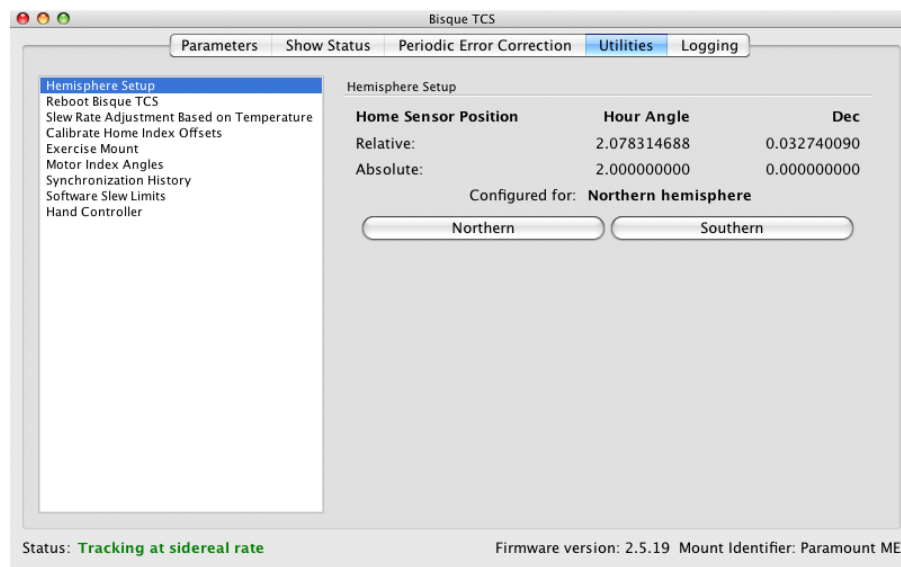 Bisque TCS
Parameters Show Status Periodic Error Correction Utilities Logging
Hemisphere Setup
Reboot Bisque TCS
Slew Rate Adjustment Based on Temperature
Calibrate Home Index Offsets
Exercise Mount
Motor Index Angles
Synchronization History
Software Slew Limits
Hand Controller
Hemisphere Setup
Home Sensor Position Hour Angle Dec
Relative: 2.078314688 0.032740090
Absolute: 2.000000000 0.000000000
Configured for: Northern hemisphere
Northern Southern
Status: Tracking at sidereal rate Firmware version: 2.5.19 Mount Identifier: Paramount ME